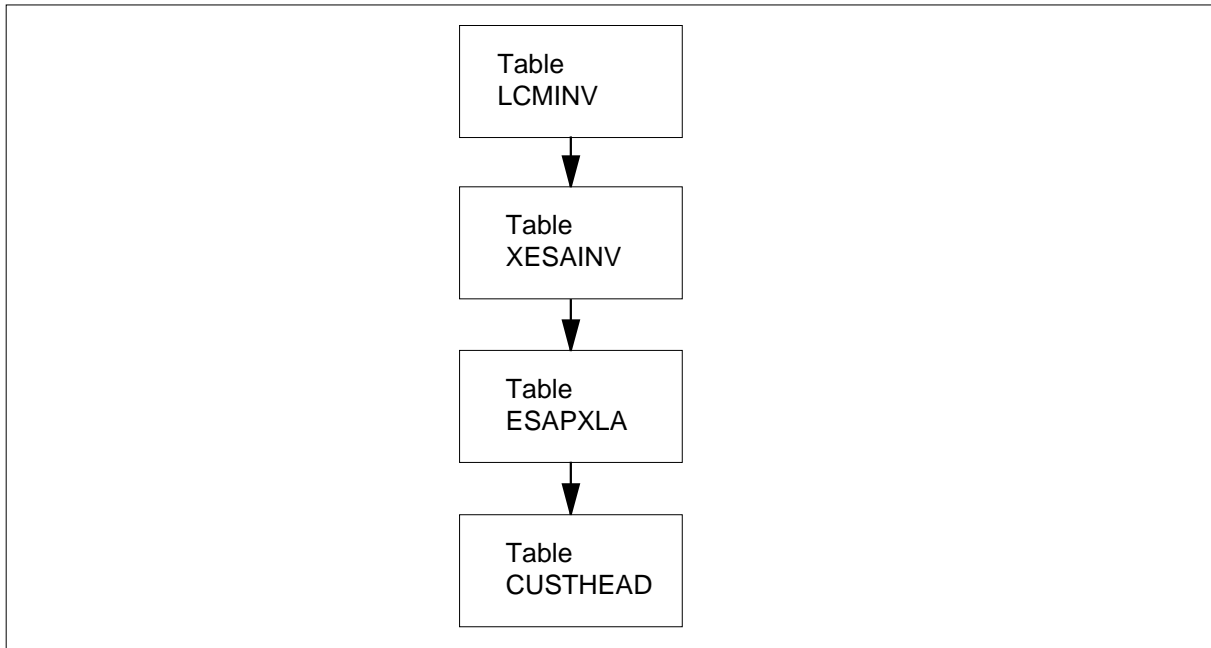 Table
LCMINV
Table
XESAINV
Table
ESAPXLA
Table
CUSTHEAD